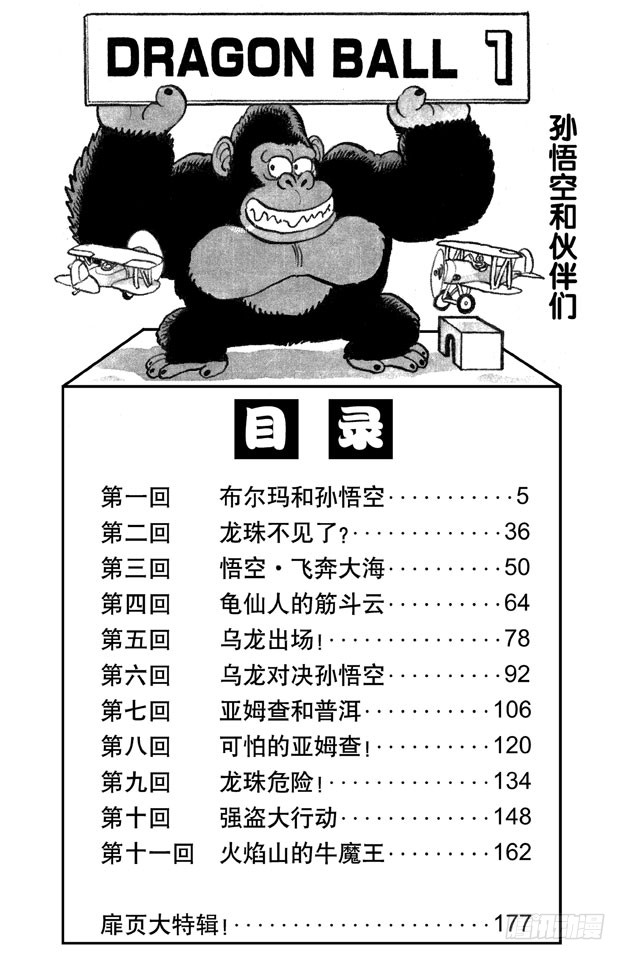 DRAGON BALL 1
孙悟空和伙伴们
目录
第一回 布尔玛和孙悟空···········5
第二回 龙珠不见了?···········36
第三回 悟空·飞奔大海·········50
第四回 龟仙人的筋斗云·········64
第五回 乌龙出场!·············78
第六回 乌龙对决孙悟空·········92
第七回 亚姆查和普洱··········106
第八回 可怕的亚姆查!·········120
第九回 龙珠危险!·············134
第十回 强盗大行动············148
第十一回 火焰山的牛魔王········162
扉页大特辑!·····················177